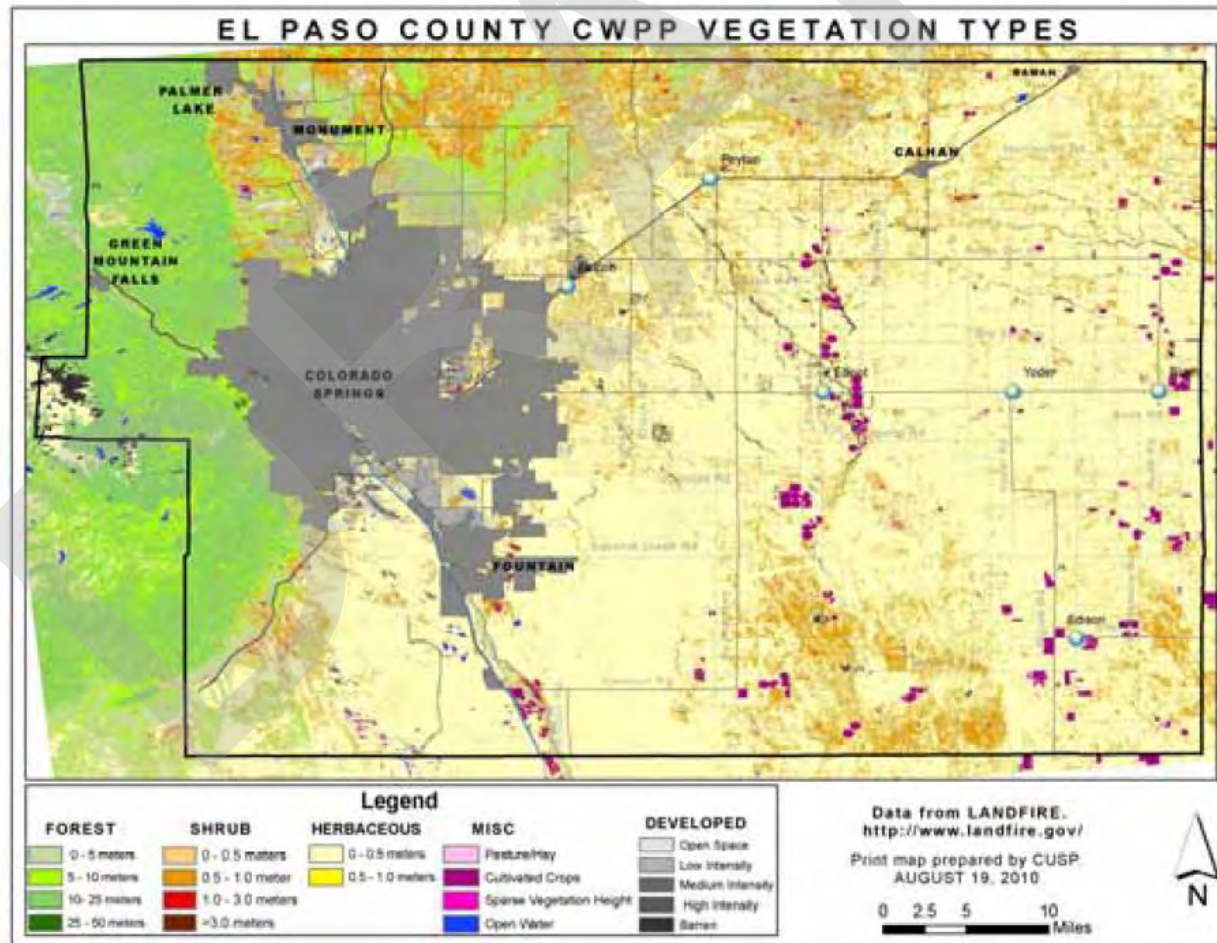 EL PASO COUNTY CWPP VEGETATION TYPES
PALMER
LAKE
MONUMENT
RAMAH
CALHAN
Peyton
GREEN
MOUNTAIN
FALLS
COLORADO
SPRINGS
Ellicot
Yoder
FOUNTAIN
Edison
Legend
FOREST
0 - 5 meters
5 - 10 meters
10- 25 meters
25 - 50 meters
SHRUB
0 - 0.5 maters
0.5 - 1.0 meter
1.0 - 3.0 meters
>3.0 meters
HERBACEOUS
0 - 0.5 meters
0.5 - 1.0 meters
MISC
Pasture/Hay
Cultivated Crops
Sparse Vegetation Height
Open Water
DEVELOPED
Open Space
Low Intensity
Medium Intensity
High Intensity
Barren
Data from LANDFIRE.
http://www.landfire.gov/
Print map prepared by CUSP.
AUGUST 19, 2010
0 2.5 5 10
Miles
N